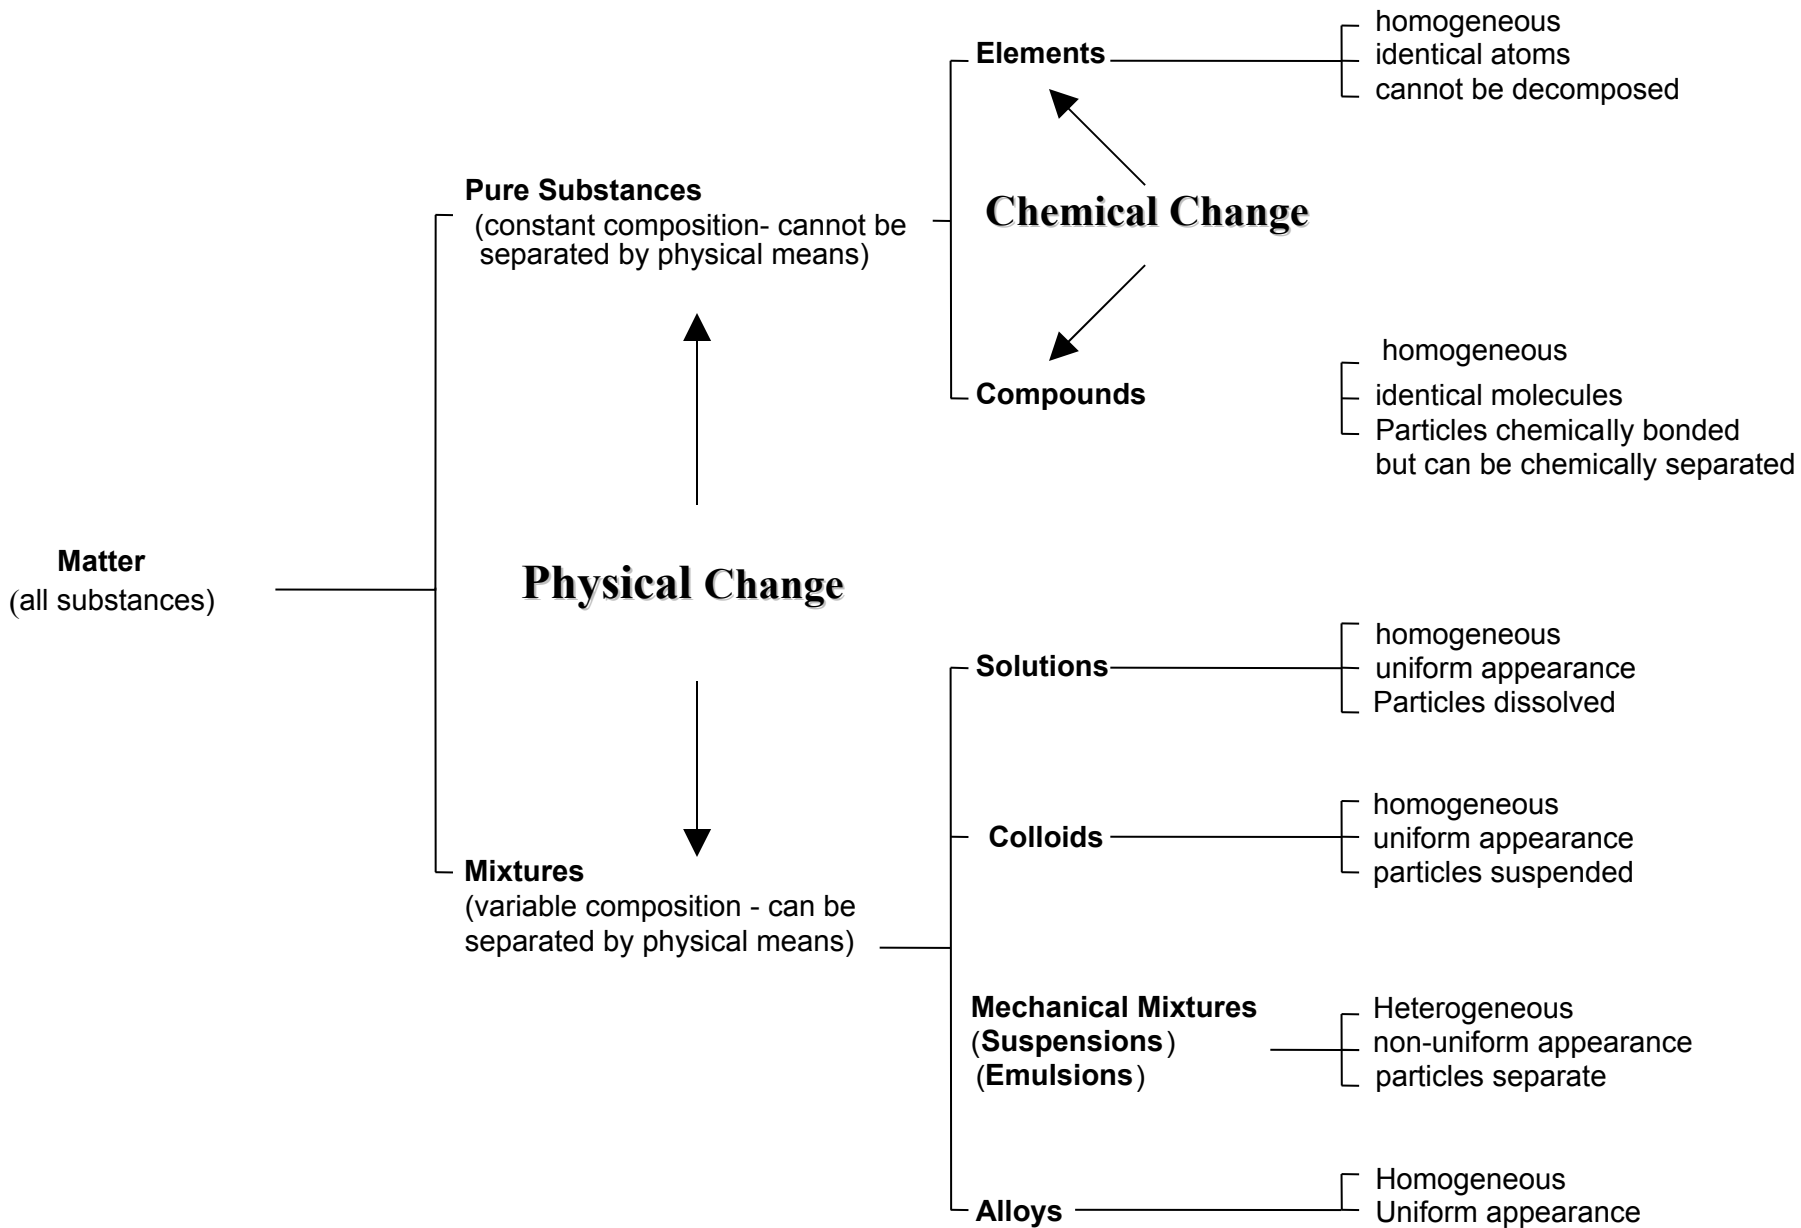 Matter
(all substances)
Pure Substances
(constant composition- cannot be
separated by physical means)
Physical Change
Mixtures
(variable composition - can be
separated by physical means)
Elements
homogeneous
identical atoms
cannot be decomposed
Chemical Change
Compounds
homogeneous
identical molecules
Particles chemically bonded
but can be chemically separated
Solutions
homogeneous
uniform appearance
Particles dissolved
Colloids
homogeneous
uniform appearance
particles suspended
Mechanical Mixtures
(Suspensions)
(Emulsions)
Heterogeneous
non-uniform appearance
particles separate
Alloys
Homogeneous
Uniform appearance